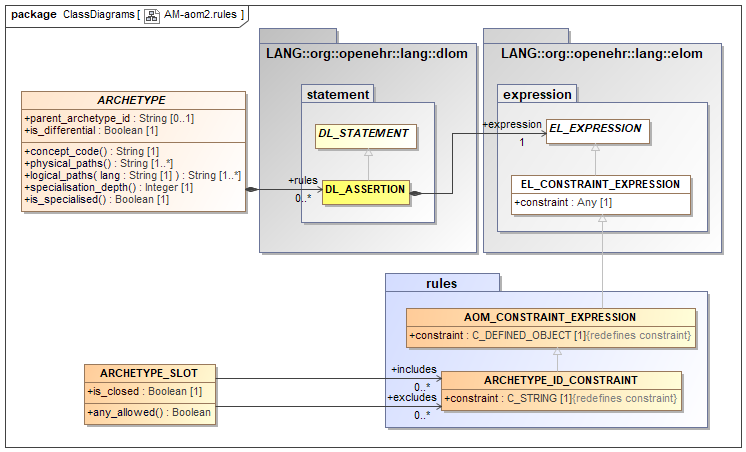 package ClassDiagrams [ AM-aom2.rules ]
LANG::org::openehr::lang::dlom
LANG::org::openehr::lang::elom
statement
expression
ARCHETYPE
+parent_archetype_id : String [0..1]
+is_differential : Boolean [1]
+concept_code() : String [1]
+physical_paths() : String [1..*]
+logical_paths( lang : String [1] ) : String [1..*]
+specialisation_depth() : Integer [1]
+is_specialised() : Boolean [1]
DL_STATEMENT
+expression
1
EL_EXPRESSION
+rules
0..*
DL_ASSERTION
EL_CONSTRAINT_EXPRESSION
+constraint : Any [1]
rules
AOM_CONSTRAINT_EXPRESSION
+constraint : C_DEFINED_OBJECT [1]{redefines constraint}
ARCHETYPE_SLOT
+is_closed : Boolean [1]
+any_allowed() : Boolean
+includes
0..*
+excludes
0..*
ARCHETYPE_ID_CONSTRAINT
+constraint : C_STRING [1]{redefines constraint}